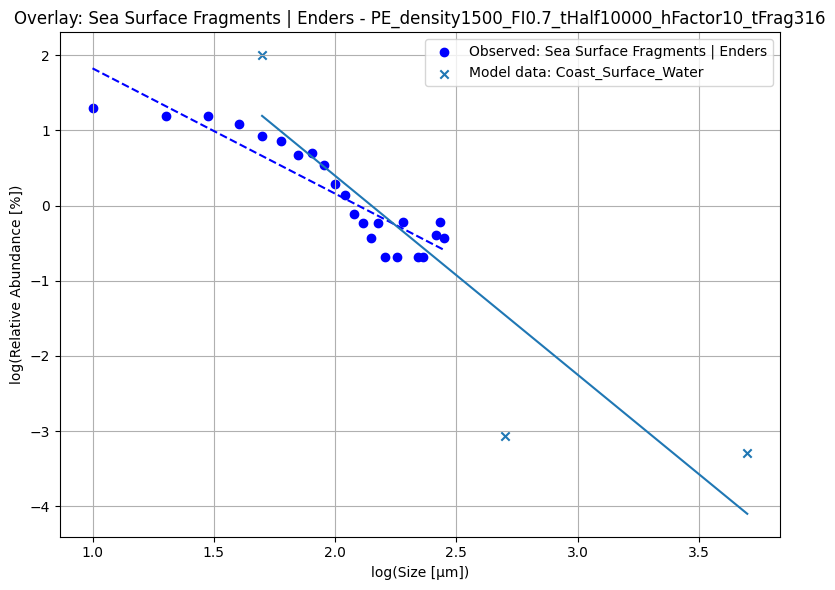 Overlay: Sea Surface Fragments | Enders - PE_density1500_FI0.7_tHalf10000_hFactor10_tFrag316
Observed: Sea Surface Fragments | Enders
Model data: Coast_Surface_Water
log(Relative Abundance [%])
2
1
0
−1
−2
−3
−4
1.0 1.5 2.0 2.5 3.0 3.5
log(Size [μm])